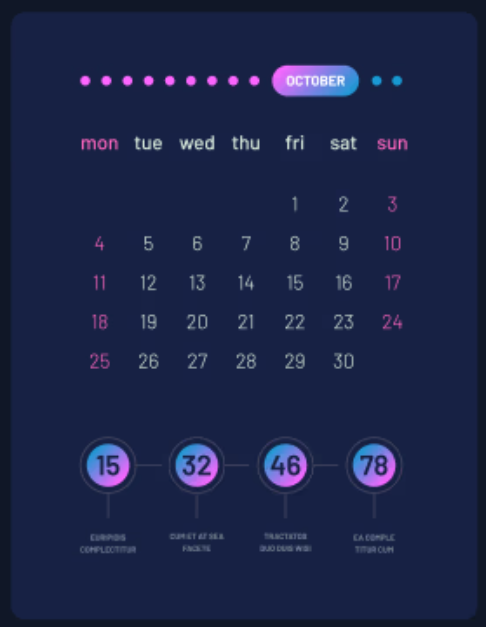 OCTOBER
mon tue wed thu fri sat sun
1 2 3
4 5 6 7 8 9 10
11 12 13 14 15 16 17
18 19 20 21 22 23 24
25 26 27 28 29 30
15 32 46 78
EURIPIDIS CUM ET AT SEA TRACTATOS EA COMPLE
COMPLECTITUR FACETE DUO DUIS WISI TITUR CUM